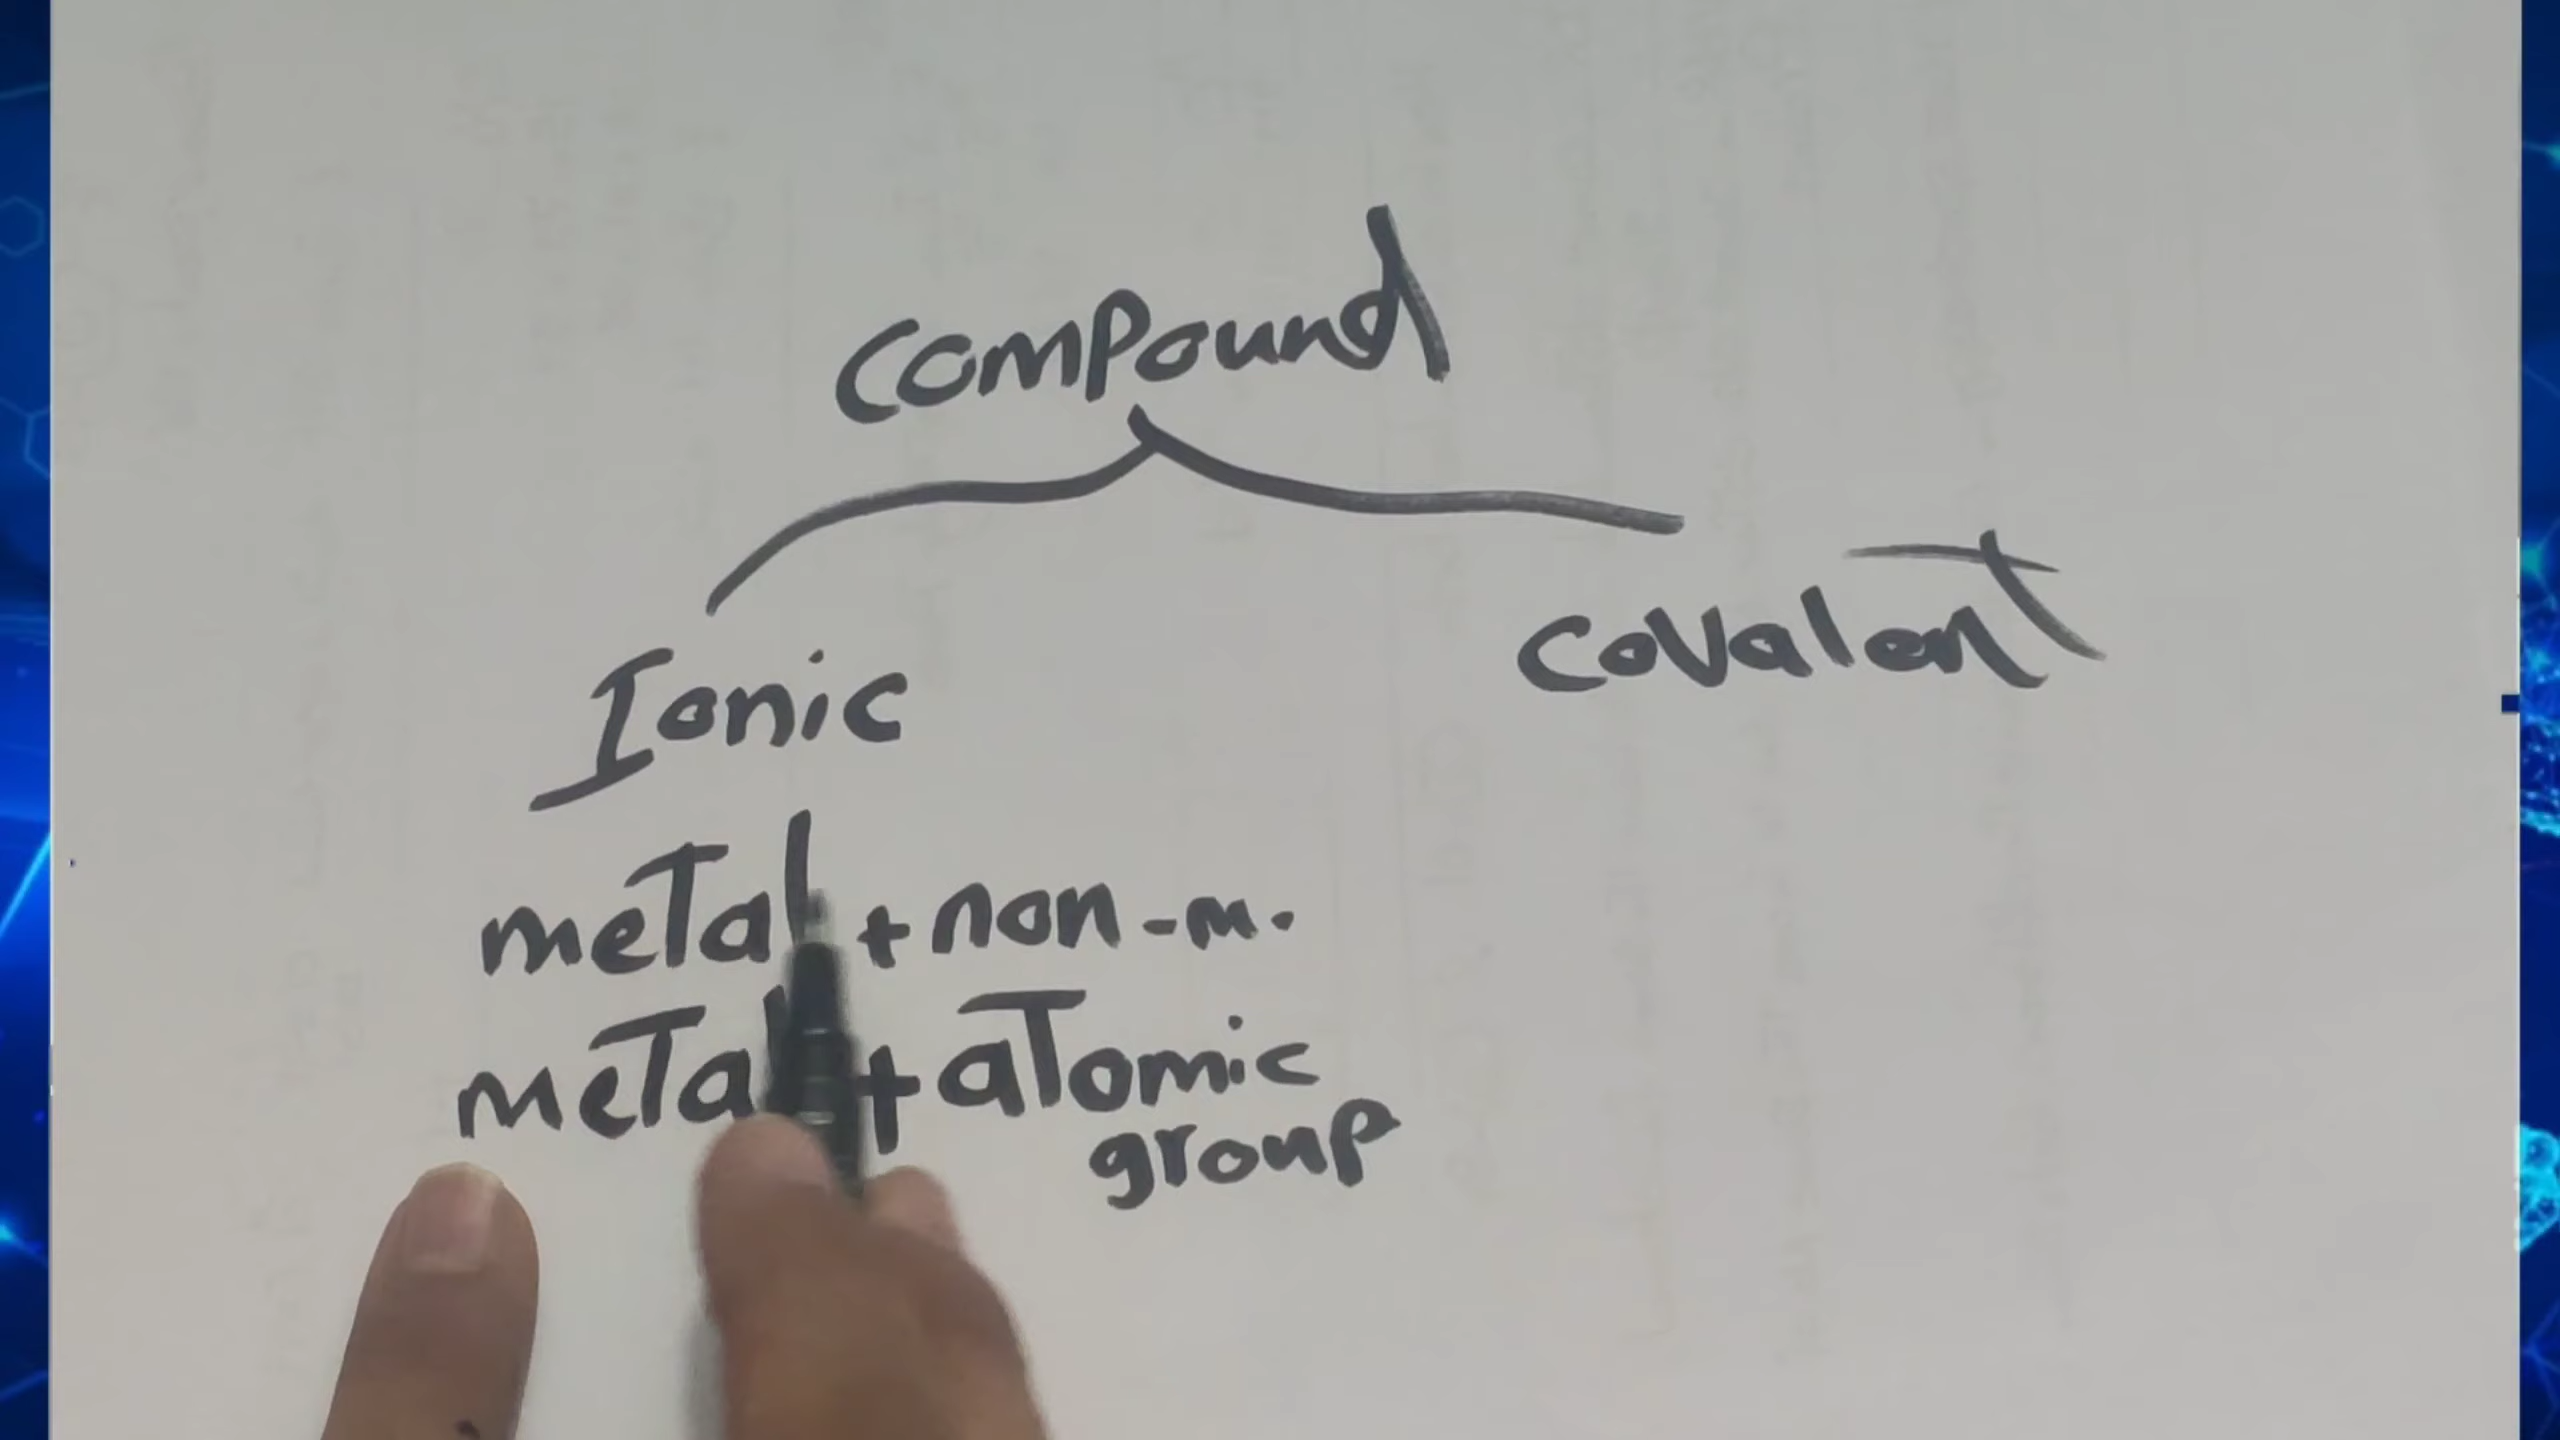 compound
Ionic
covalent
metal + non-m.
metal + atomic
group